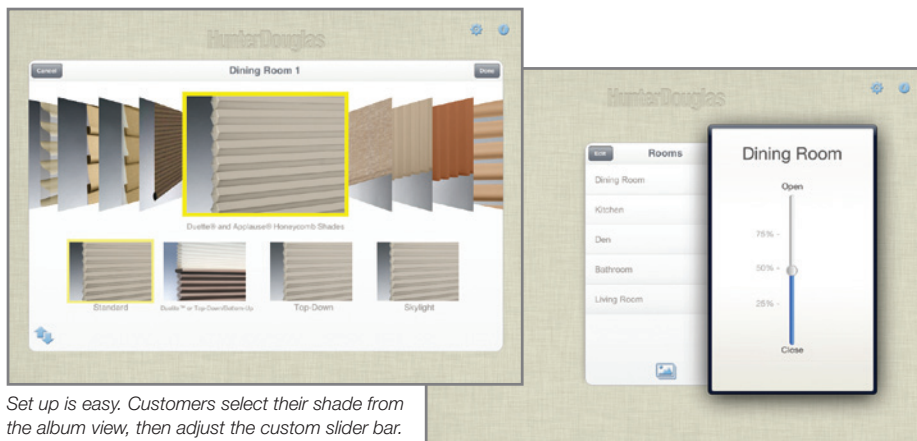 HunterDouglas
Cancel
Dining Room 1
Done
Duette® and Applause® Honeycomb Shades
Standard
Duolite™ or Top-Down/Bottom-Up
Top-Down
Skylight
Set up is easy. Customers select their shade from
the album view, then adjust the custom slider bar.
HunterDouglas
Edit
Rooms
Dining Room
Kitchen
Den
Bathroom
Living Room
Dining Room
Open
75% -
50% -
25% -
Close